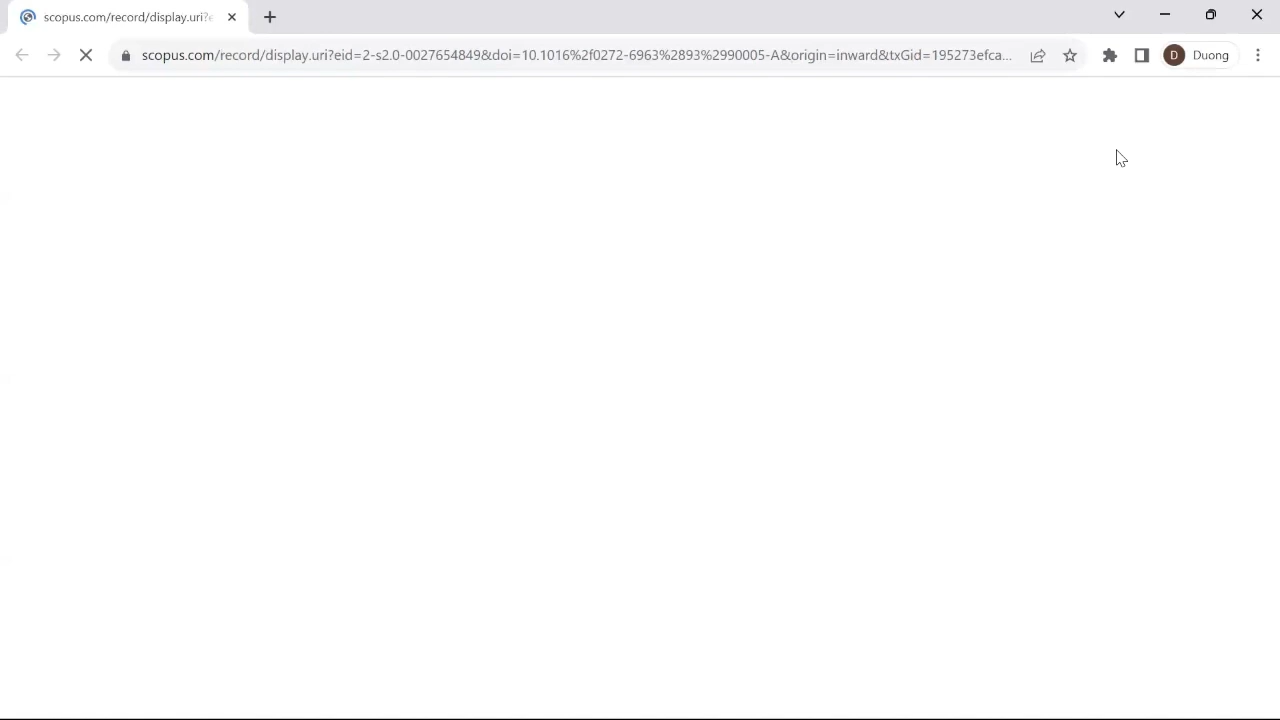 scopus.com/record/display.uri?e
scopus.com/record/display.uri?eid=2-s2.0-0027654849&doi=10.1016%2f0272-6963%2893%2990005-A&origin=inward&txGid=195273efca...
D
Duong